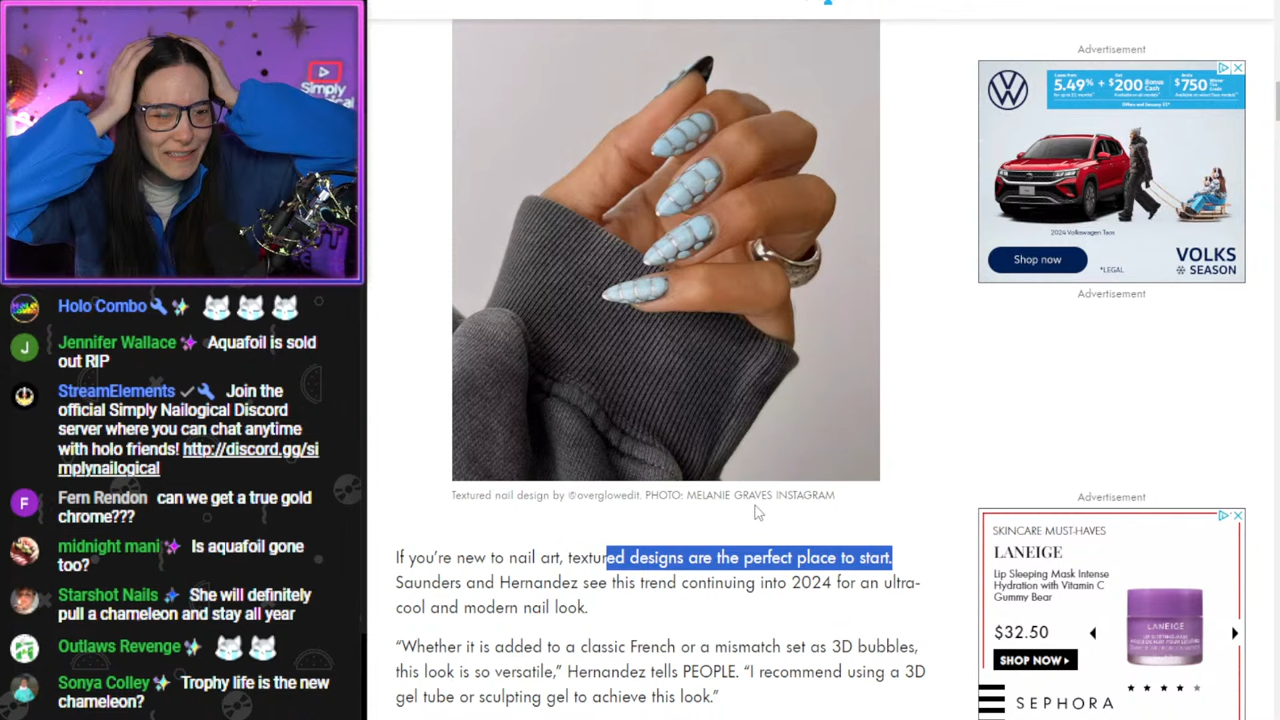 Simply
Holo Combo
Jennifer Wallace Aquafoil is sold
out RIP
StreamElements Join the
official Simply Nailogical Discord
server where you can chat anytime
with holo friends! http://discord.gg/si
mplynailogical
Fern Rendon can we get a true gold
chrome???
midnight mani Is aquafoil gone
too?
Starshot Nails She will definitely
pull a chameleon and stay all year
Outlaws Revenge
Sonya Colley Trophy life is the new
chameleon?
Textured nail design by @overglowedit. PHOTO: MELANIE GRAVES INSTAGRAM
If you’re new to nail art, textured designs are the perfect place to start.
Saunders and Hernandez see this trend continuing into 2024 for an ultra-
cool and modern nail look.
“Whether it is added to a classic French or a mismatch set as 3D bubbles,
this look is so versatile,” Hernandez tells PEOPLE. “I recommend using a 3D
gel tube or sculpting gel to achieve this look.”
Advertisement
5.49% + $200 Bonus Cash $750
2024 Volkswagen Taos
Shop now
*LEGAL
VOLKS
SEASON
Advertisement
Advertisement
SKINCARE MUST-HAVES
LANEIGE
Lip Sleeping Mask Intense
Hydration with Vitamin C
Gummy Bear
$32.50
SHOP NOW
LANEIGE
SEPHORA